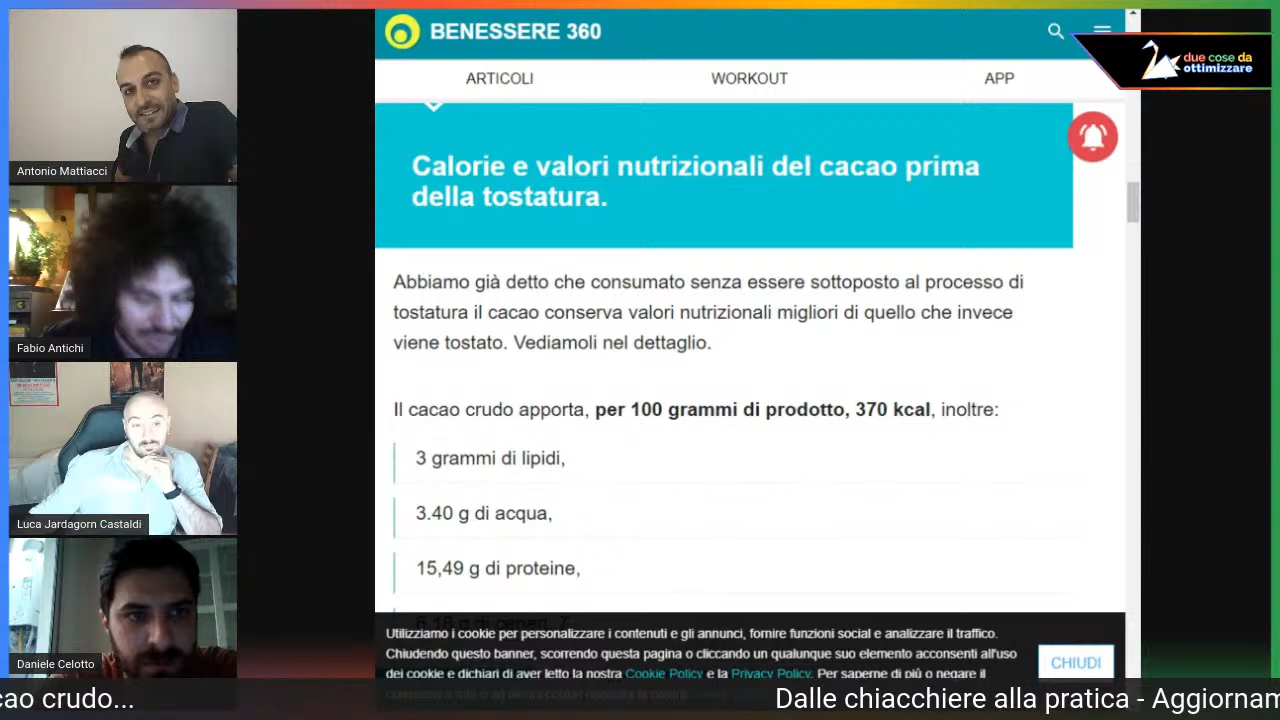 BENESSERE 360
ARTICOLI
WORKOUT
APP
due cose da
ottimizzare
Calorie e valori nutrizionali del cacao prima
della tostatura.
Abbiamo già detto che consumato senza essere sottoposto al processo di
tostatura il cacao conserva valori nutrizionali migliori di quello che invece
viene tostato. Vediamoli nel dettaglio.
Il cacao crudo apporta, per 100 grammi di prodotto, 370 kcal, inoltre:
3 grammi di lipidi,
3.40 g di acqua,
15,49 g di proteine,
Utilizziamo i cookie per personalizzare i contenuti e gli annunci, fornire funzioni social e analizzare il traffico.
Chiudendo questo banner, scorrendo questa pagina o cliccando un qualunque suo elemento acconsenti all'uso
dei cookie e dichiari di aver letto la nostra Cookie Policy e la Privacy Policy. Per saperne di più o negare il
CHIUDI
Antonio Mattiacci
Fabio Antichi
Luca Jardagorn Castaldi
Daniele Celotto
cao crudo...
Dalle chiacchiere alla pratica - Aggiornam